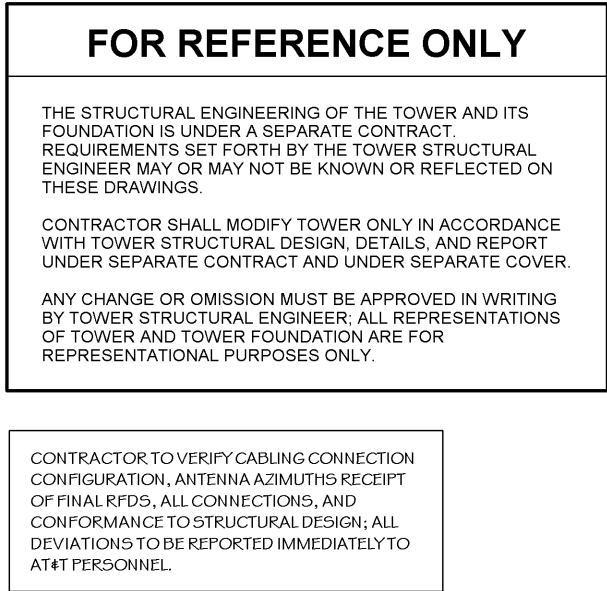 FOR REFERENCE ONLY
THE STRUCTURAL ENGINEERING OF THE TOWER AND ITS
FOUNDATION IS UNDER A SEPARATE CONTRACT.
REQUIREMENTS SET FORTH BY THE TOWER STRUCTURAL
ENGINEER MAY OR MAY NOT BE KNOWN OR REFLECTED ON
THESE DRAWINGS.
CONTRACTOR SHALL MODIFY TOWER ONLY IN ACCORDANCE
WITH TOWER STRUCTURAL DESIGN, DETAILS, AND REPORT
UNDER SEPARATE CONTRACT AND UNDER SEPARATE COVER.
ANY CHANGE OR OMISSION MUST BE APPROVED IN WRITING
BY TOWER STRUCTURAL ENGINEER; ALL REPRESENTATIONS
OF TOWER AND TOWER FOUNDATION ARE FOR
REPRESENTATIONAL PURPOSES ONLY.
CONTRACTOR TO VERIFY CABLING CONNECTION
CONFIGURATION, ANTENNA AZIMUTHS RECEIPT
OF FINAL RFDS, ALL CONNECTIONS, AND
CONFORMANCE TO STRUCTURAL DESIGN; ALL
DEVIATIONS TO BE REPORTED IMMEDIATELY TO
AT&T PERSONNEL.